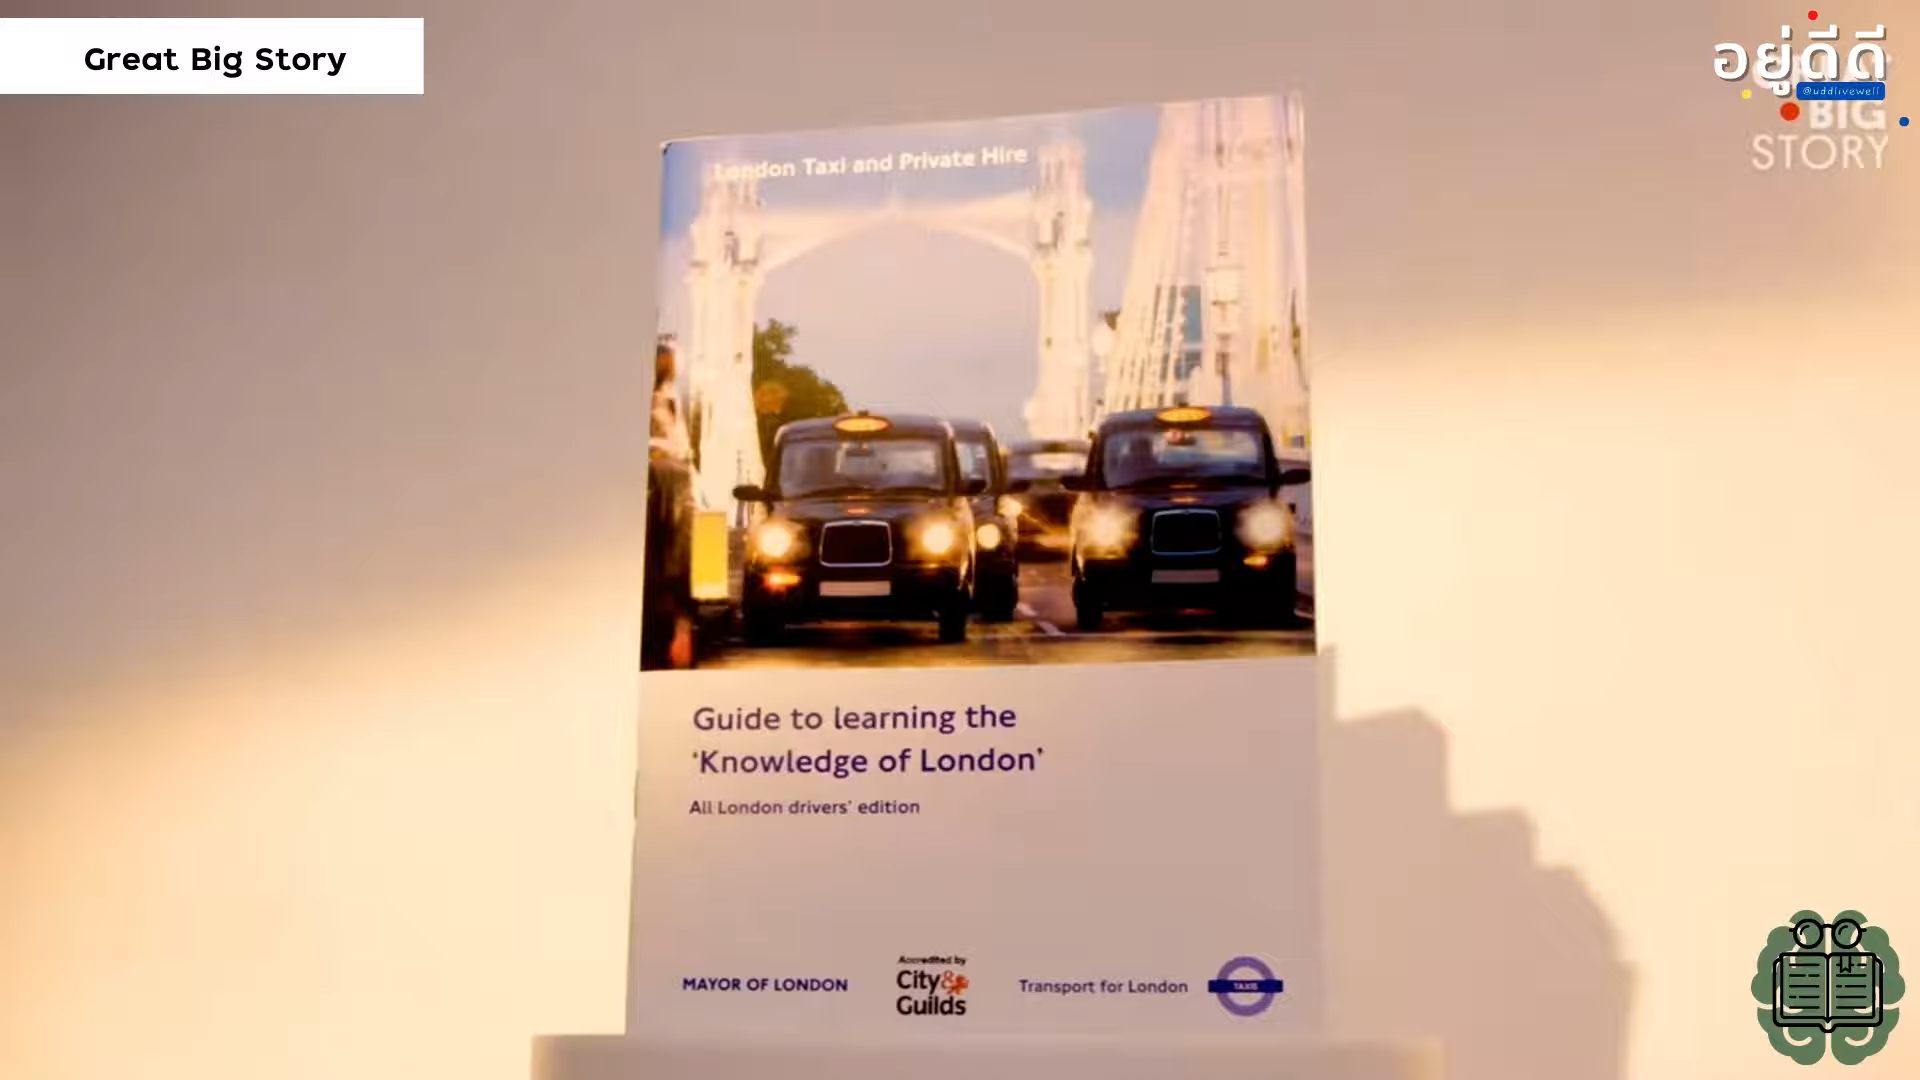 Great Big Story
อยู่ดีดี
@uddlivewell
BIG
STORY
London Taxi and Private Hire
Guide to learning the
‘Knowledge of London’
All London drivers’ edition
MAYOR OF LONDON
Accredited by
City&
Guilds
Transport for London
TAXIS